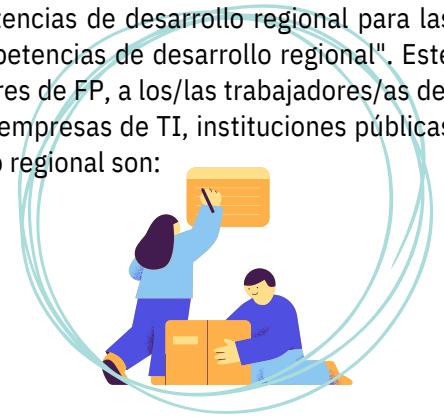 tencias de desarrollo regional para las
petencias de desarrollo regional". Este
res de FP, a los/las trabajadores/as de
empresas de TI, instituciones públicas
o regional son: